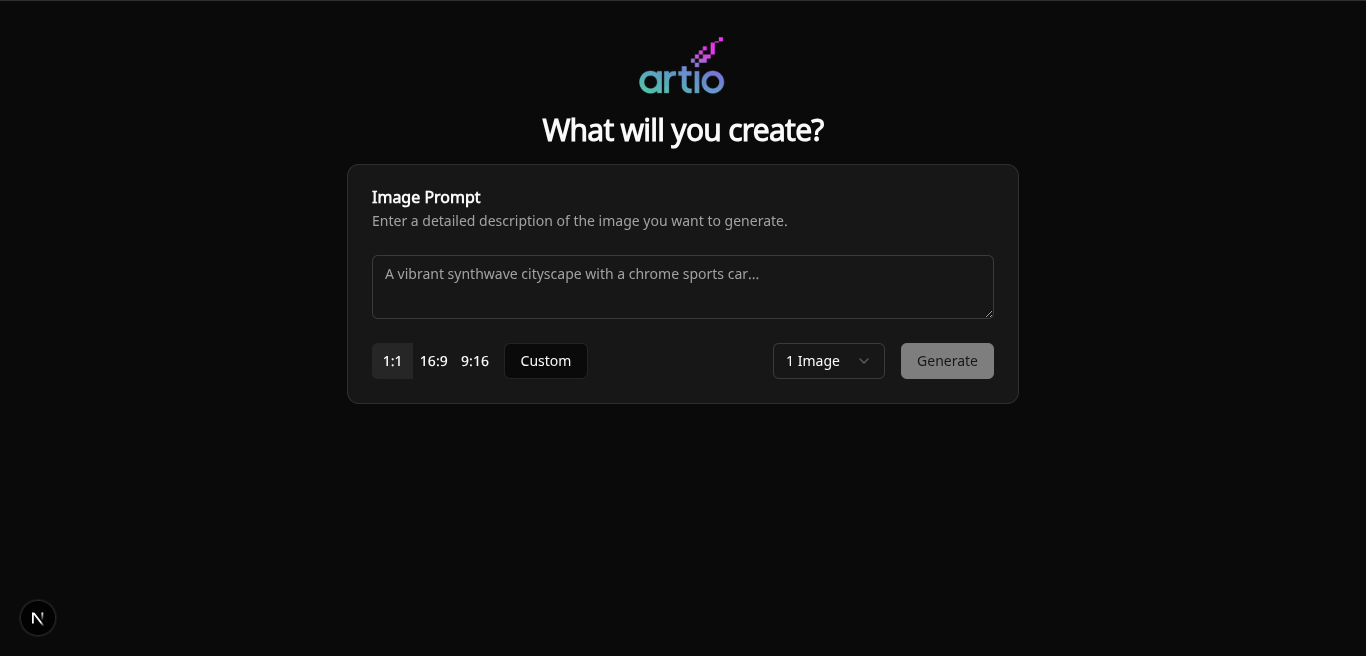 artio
What will you create?
Image Prompt
Enter a detailed description of the image you want to generate.
A vibrant synthwave cityscape with a chrome sports car...
1:1 16:9 9:16 Custom 1 Image Generate
N